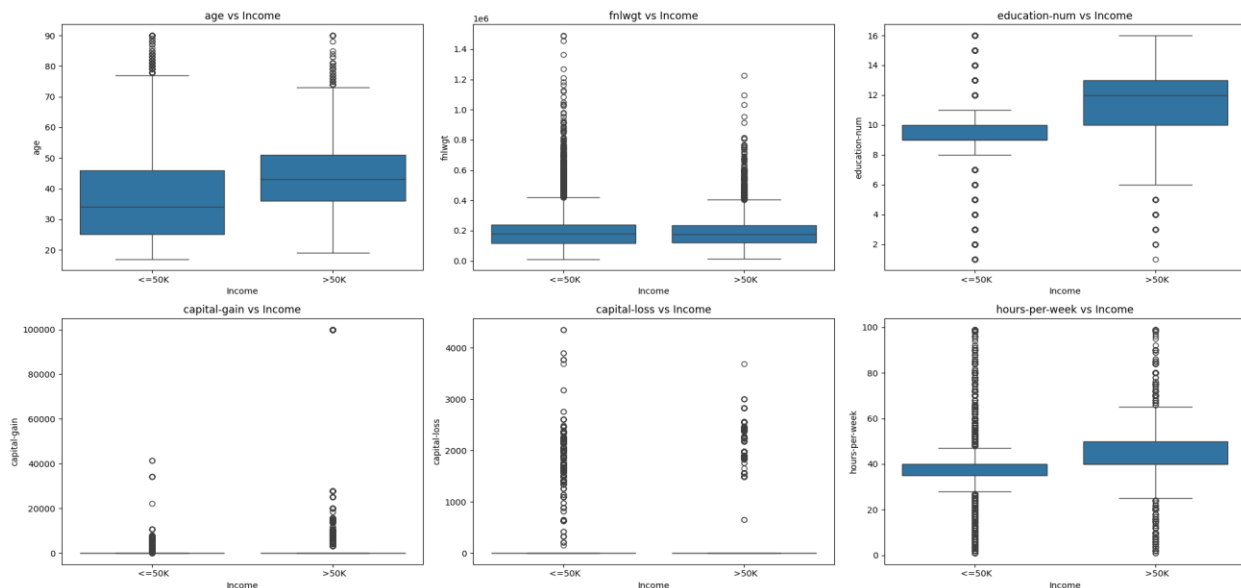 age vs Income
age
90
80
70
60
50
40
30
20
<=50K
>50K
Income
fnlwgt vs Income
1e6
fnlwgt
1.4
1.2
1.0
0.8
0.6
0.4
0.2
0.0
<=50K
>50K
Income
education-num vs Income
education-num
16
14
12
10
8
6
4
2
<=50K
>50K
Income
capital-gain vs Income
capital-gain
100000
80000
60000
40000
20000
0
<=50K
>50K
Income
capital-loss vs Income
capital-loss
4000
3000
2000
1000
0
<=50K
>50K
Income
hours-per-week vs Income
hours-per-week
100
80
60
40
20
0
<=50K
>50K
Income